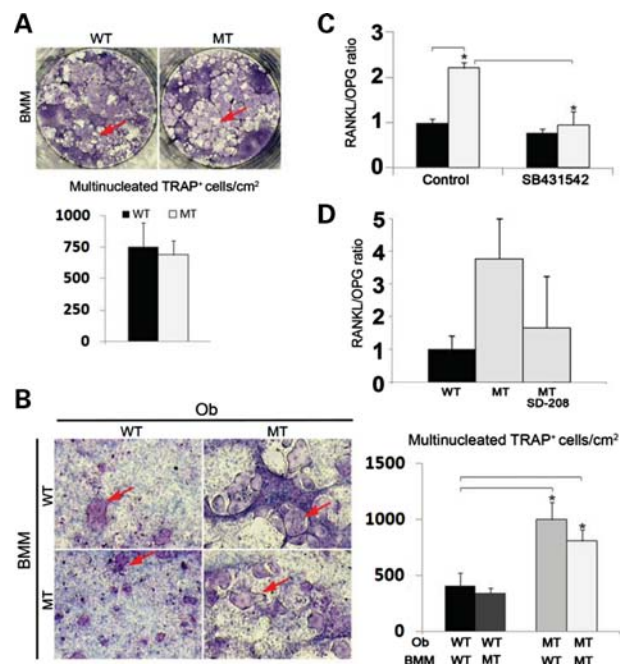 A
WT
MT
BMM
Multinucleated TRAP⁺ cells/cm²
WT
MT
1000
750
500
250
0
B
Ob
WT
MT
BMM
WT
MT
C
RANKL/OPG ratio
3
2
1
0
*
*
Control
SB431542
D
RANKL/OPG ratio
5
4
3
2
1
0
WT
MT
MT
SD-208
Multinucleated TRAP⁺ cells/cm²
1500
1000
500
0
*
*
Ob WT WT MT MT
BMM WT MT WT MT